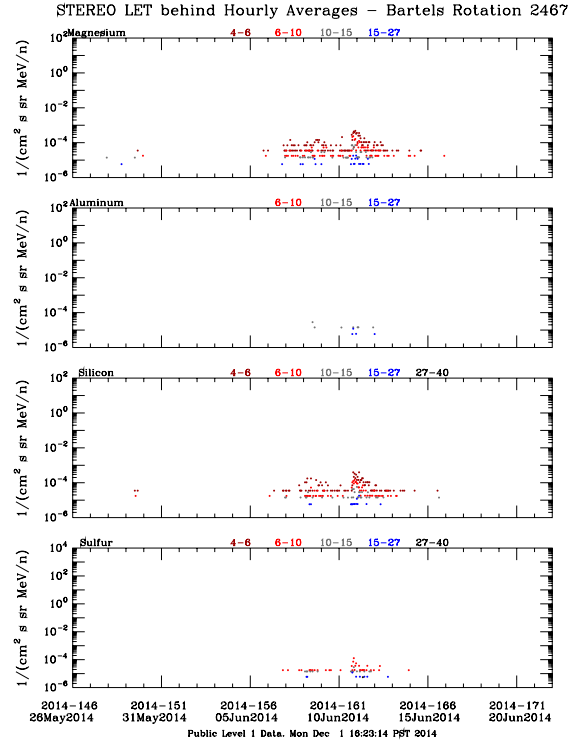 STEREO LET behind Hourly Averages - Bartels Rotation 2467
Magnesium 4-6 6-10 10-15 15-27
1/(cm² s sr MeV/n)
10² 10⁰ 10⁻² 10⁻⁴ 10⁻⁶
Aluminum 6-10 10-15 15-27
1/(cm² s sr MeV/n)
10² 10⁰ 10⁻² 10⁻⁴ 10⁻⁶
Silicon 4-6 6-10 10-15 15-27 27-40
1/(cm² s sr MeV/n)
10² 10⁰ 10⁻² 10⁻⁴ 10⁻⁶
Sulfur 4-6 6-10 10-15 15-27 27-40
1/(cm² s sr MeV/n)
10⁴ 10² 10⁰ 10⁻² 10⁻⁴ 10⁻⁶
2014-146 2014-151 2014-156 2014-161 2014-166 2014-171
26May2014 31May2014 05Jun2014 10Jun2014 15Jun2014 20Jun2014
Public Level 1 Data, Mon Dec 1 16:23:14 PST 2014